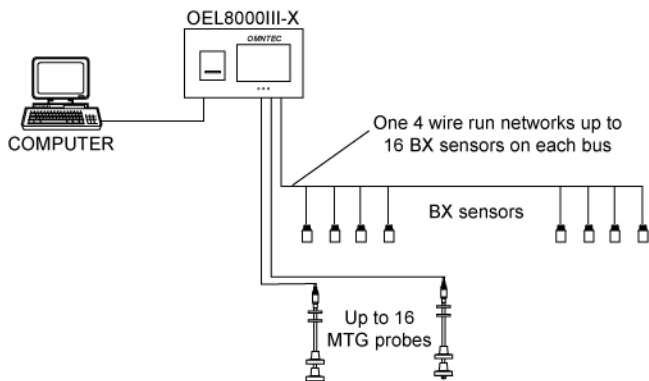 OEL8000III-X
OMNTEC
COMPUTER
One 4 wire run networks up to
16 BX sensors on each bus
BX sensors
Up to 16
MTG probes